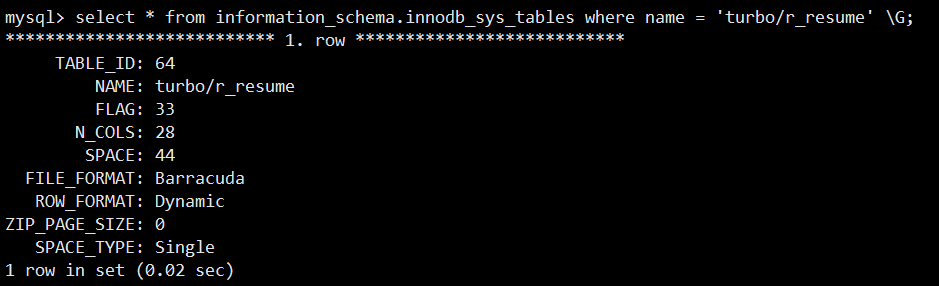 mysql> select * from information_schema.innodb_sys_tables where name = 'turbo/r_resume' \G;
*************************** 1. row ***************************
TABLE_ID: 64
NAME: turbo/r_resume
FLAG: 33
N_COLS: 28
SPACE: 44
FILE_FORMAT: Barracuda
ROW_FORMAT: Dynamic
ZIP_PAGE_SIZE: 0
SPACE_TYPE: Single
1 row in set (0.02 sec)